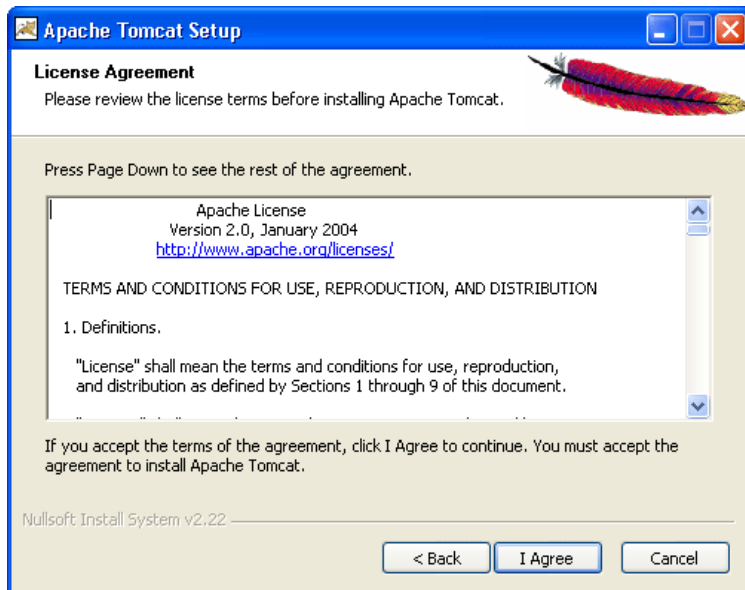 Apache Tomcat Setup
License Agreement
Please review the license terms before installing Apache Tomcat.
Press Page Down to see the rest of the agreement.
Apache License
Version 2.0, January 2004
http://www.apache.org/licenses/
TERMS AND CONDITIONS FOR USE, REPRODUCTION, AND DISTRIBUTION
1. Definitions.
"License" shall mean the terms and conditions for use, reproduction,
and distribution as defined by Sections 1 through 9 of this document.
If you accept the terms of the agreement, click I Agree to continue. You must accept the
agreement to install Apache Tomcat.
Nullsoft Install System v2.22
< Back
I Agree
Cancel